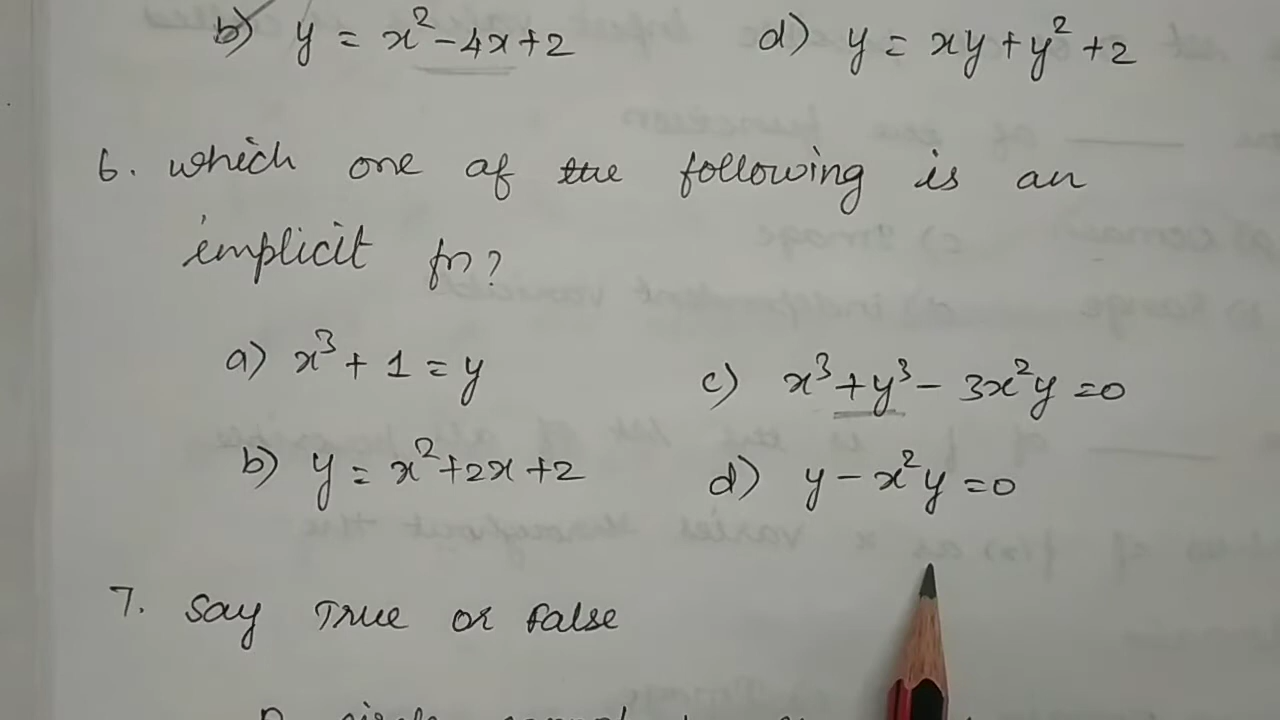 b) y = x² - 4x + 2 d) y = xy + y² + 2
6. which one of the following is an
implicit fn?
a) x³ + 1 = y c) x³ + y³ - 3x²y = 0
b) y = x² + 2x + 2 d) y - x²y = 0
7. Say True or False